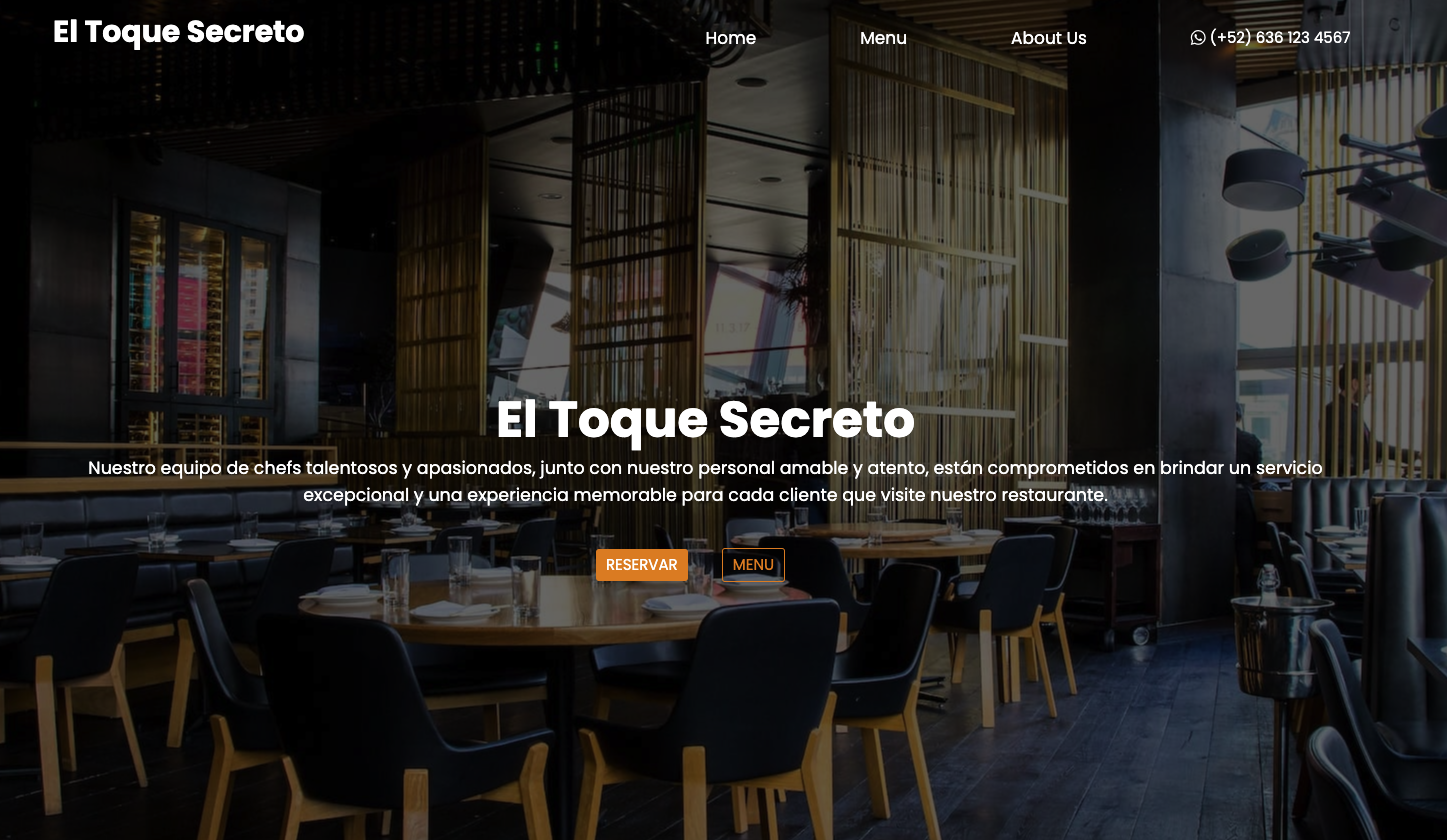 El Toque Secreto
Home Menu About Us (+52) 636 123 4567
El Toque Secreto
Nuestro equipo de chefs talentosos y apasionados, junto con nuestro personal amable y atento, están comprometidos en brindar un servicio
excepcional y una experiencia memorable para cada cliente que visite nuestro restaurante.
RESERVAR MENU